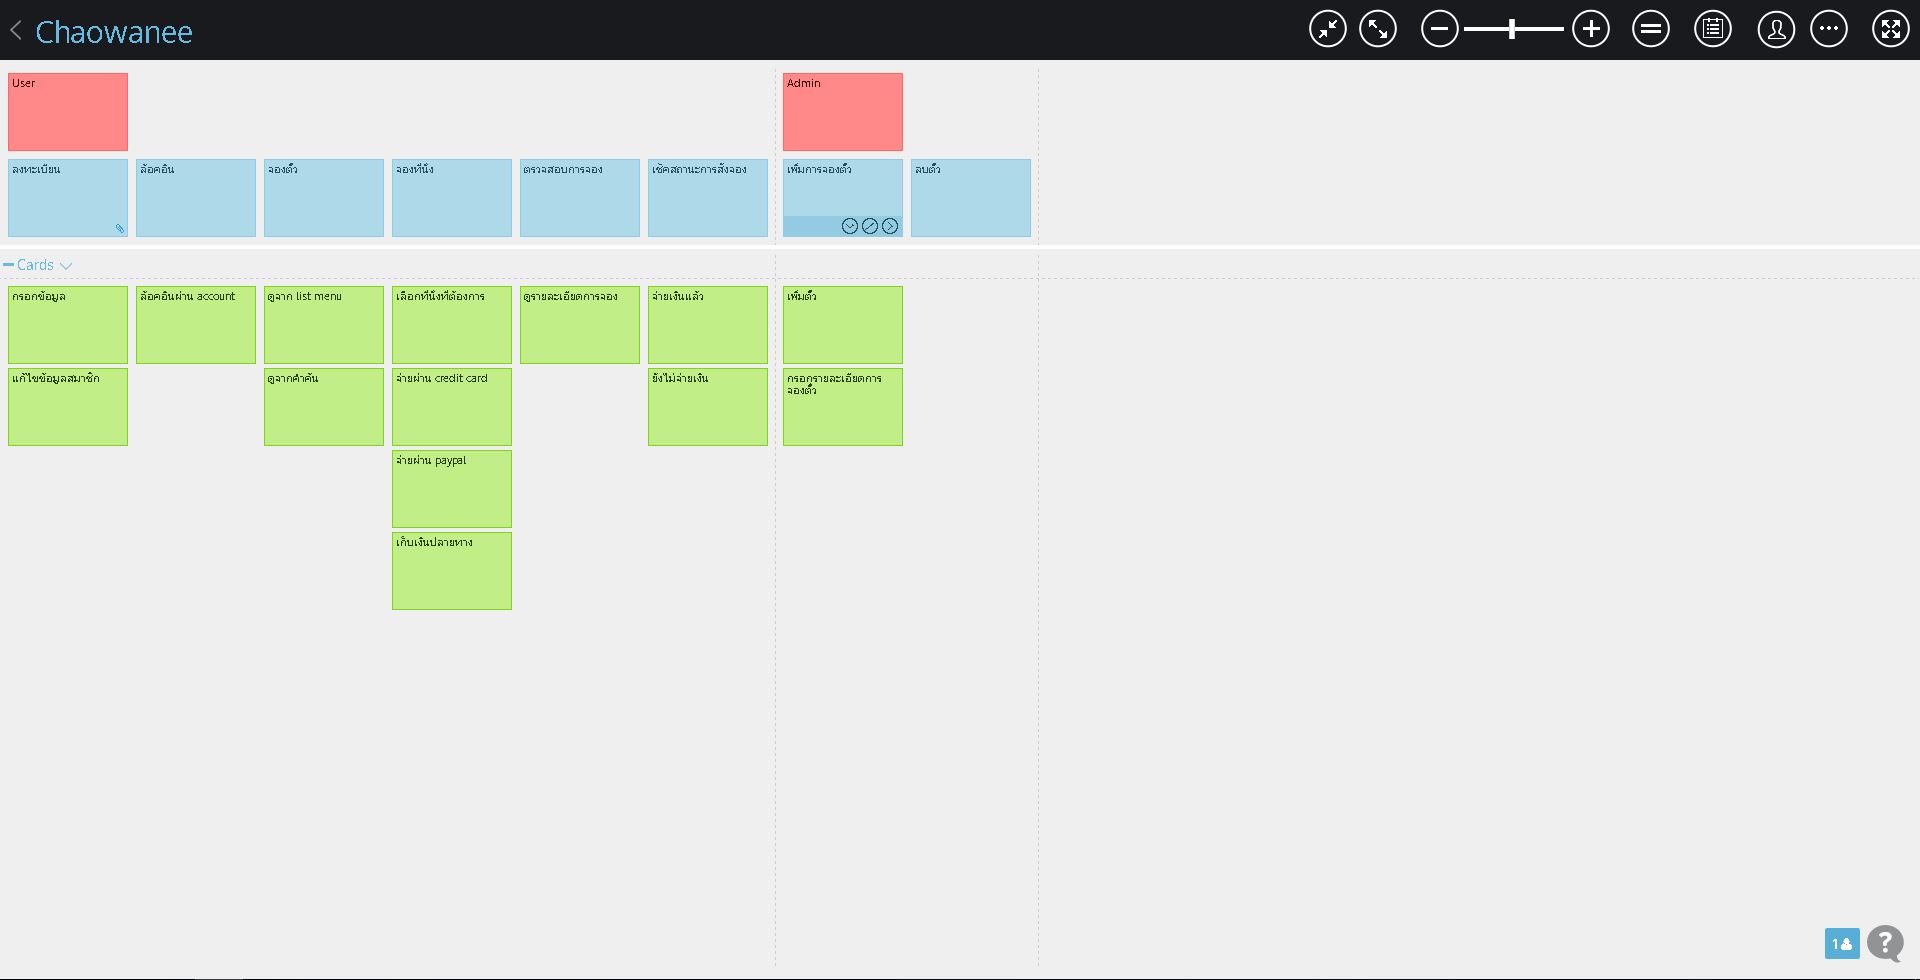 Chaowanee
User
Admin
ลงทะเบียน
ล้อคอิน
จองตั๋ว
จองที่นั่ง
ตรวจสอบการจอง
เช้คสถานะการสั่งจอง
เพิ่มการจองตั๋ว
ลบตั๋ว
Cards
กรอกข้อมูล
ล้อคอินผ่าน account
ดูจาก list menu
เลือกที่นั่งที่ต้องการ
ดูรายละเอียดการจอง
จ่ายเงินแล้ว
เพิ่มตั๋ว
แก้ไขข้อมูลสมาชิก
ดูจากคำค้น
จ่ายผ่าน credit card
ยังไม่จ่ายเงิน
กรอกรายละเอียดการ
จองตั๋ว
จ่ายผ่าน paypal
เก็บเงินปลายทาง
1